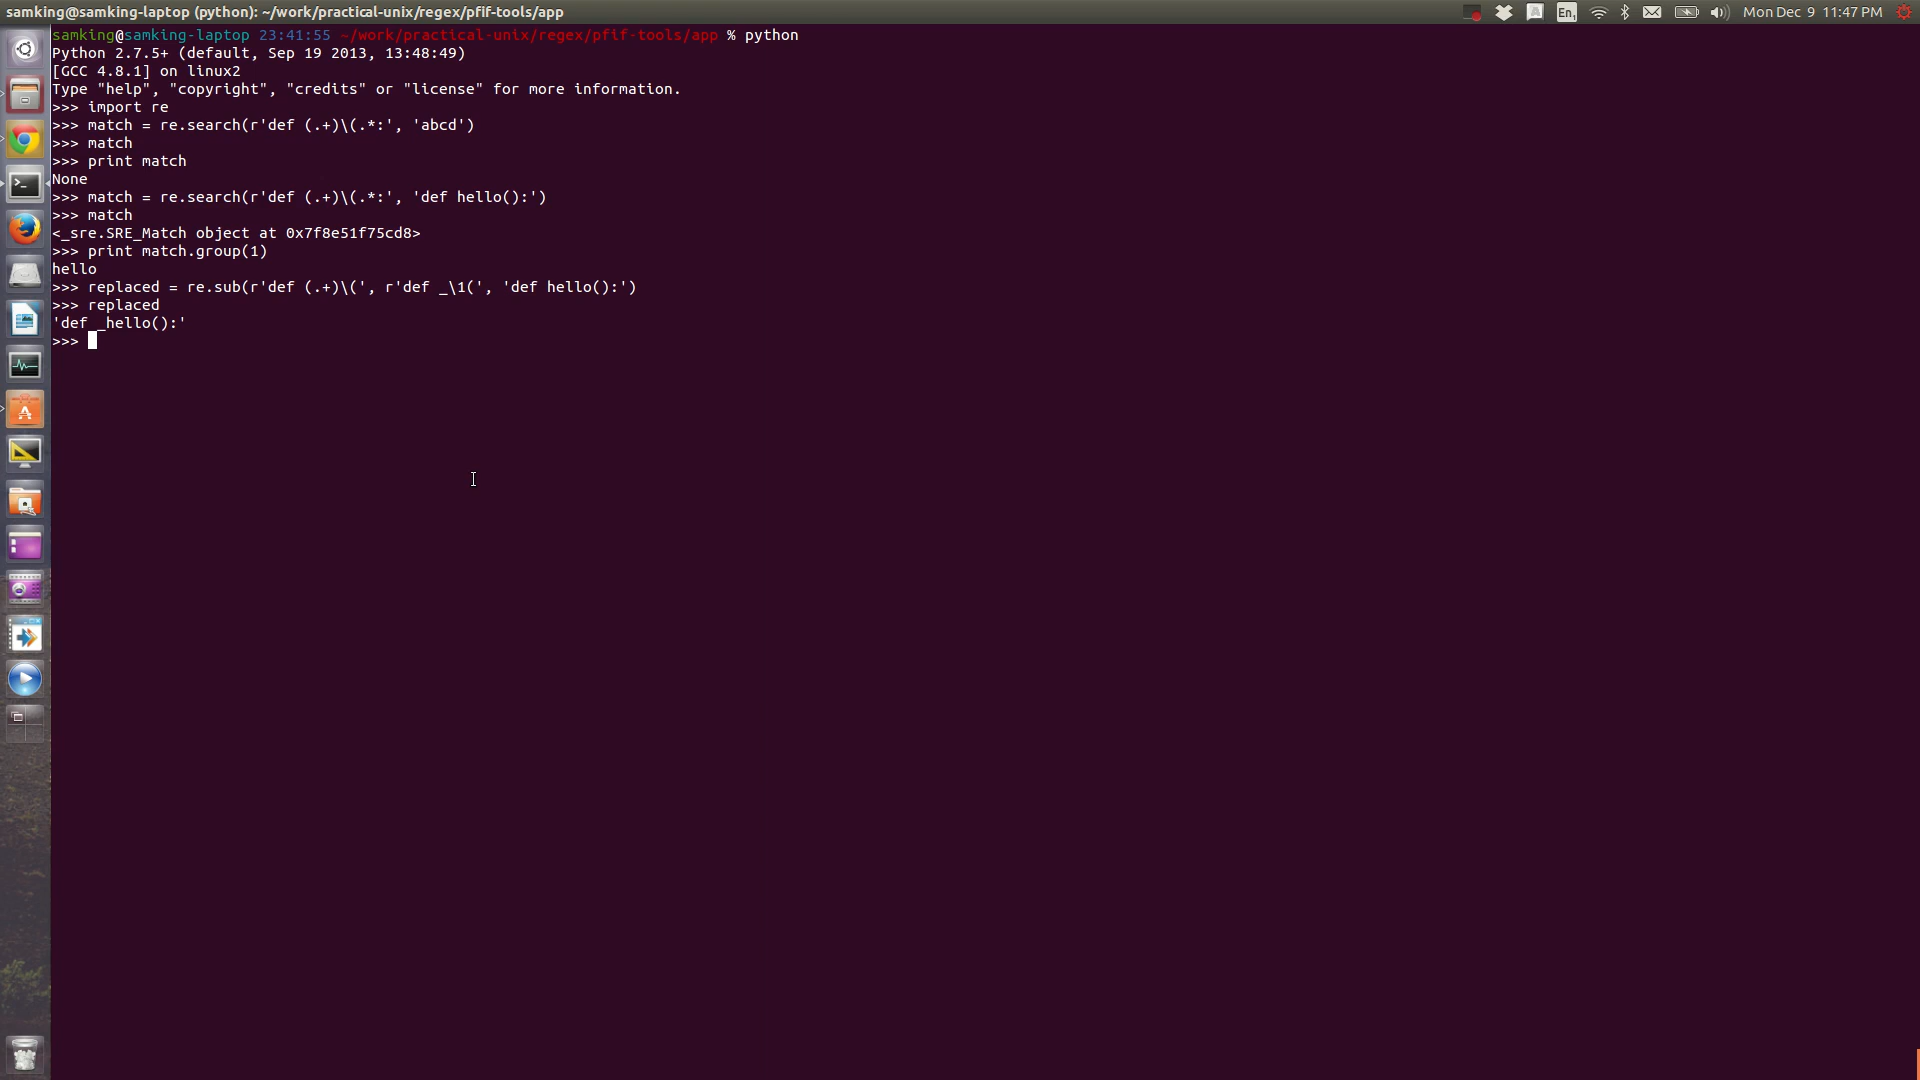 samking@samking-laptop (python): ~/work/practical-unix/regex/pfif-tools/app
En1
Mon Dec 9 11:47 PM
samking@samking-laptop 23:41:55 ~/work/practical-unix/regex/pfif-tools/app % python
Python 2.7.5+ (default, Sep 19 2013, 13:48:49)
[GCC 4.8.1] on linux2
Type "help", "copyright", "credits" or "license" for more information.
>>> import re
>>> match = re.search(r'def (.+)\(.*:', 'abcd')
>>> match
>>> print match
None
>>> match = re.search(r'def (.+)\(.*:', 'def hello():')
>>> match
<_sre.SRE_Match object at 0x7f8e51f75cd8>
>>> print match.group(1)
hello
>>> replaced = re.sub(r'def (.+)\(', r'def _\1(', 'def hello():')
>>> replaced
'def _hello():'
>>>